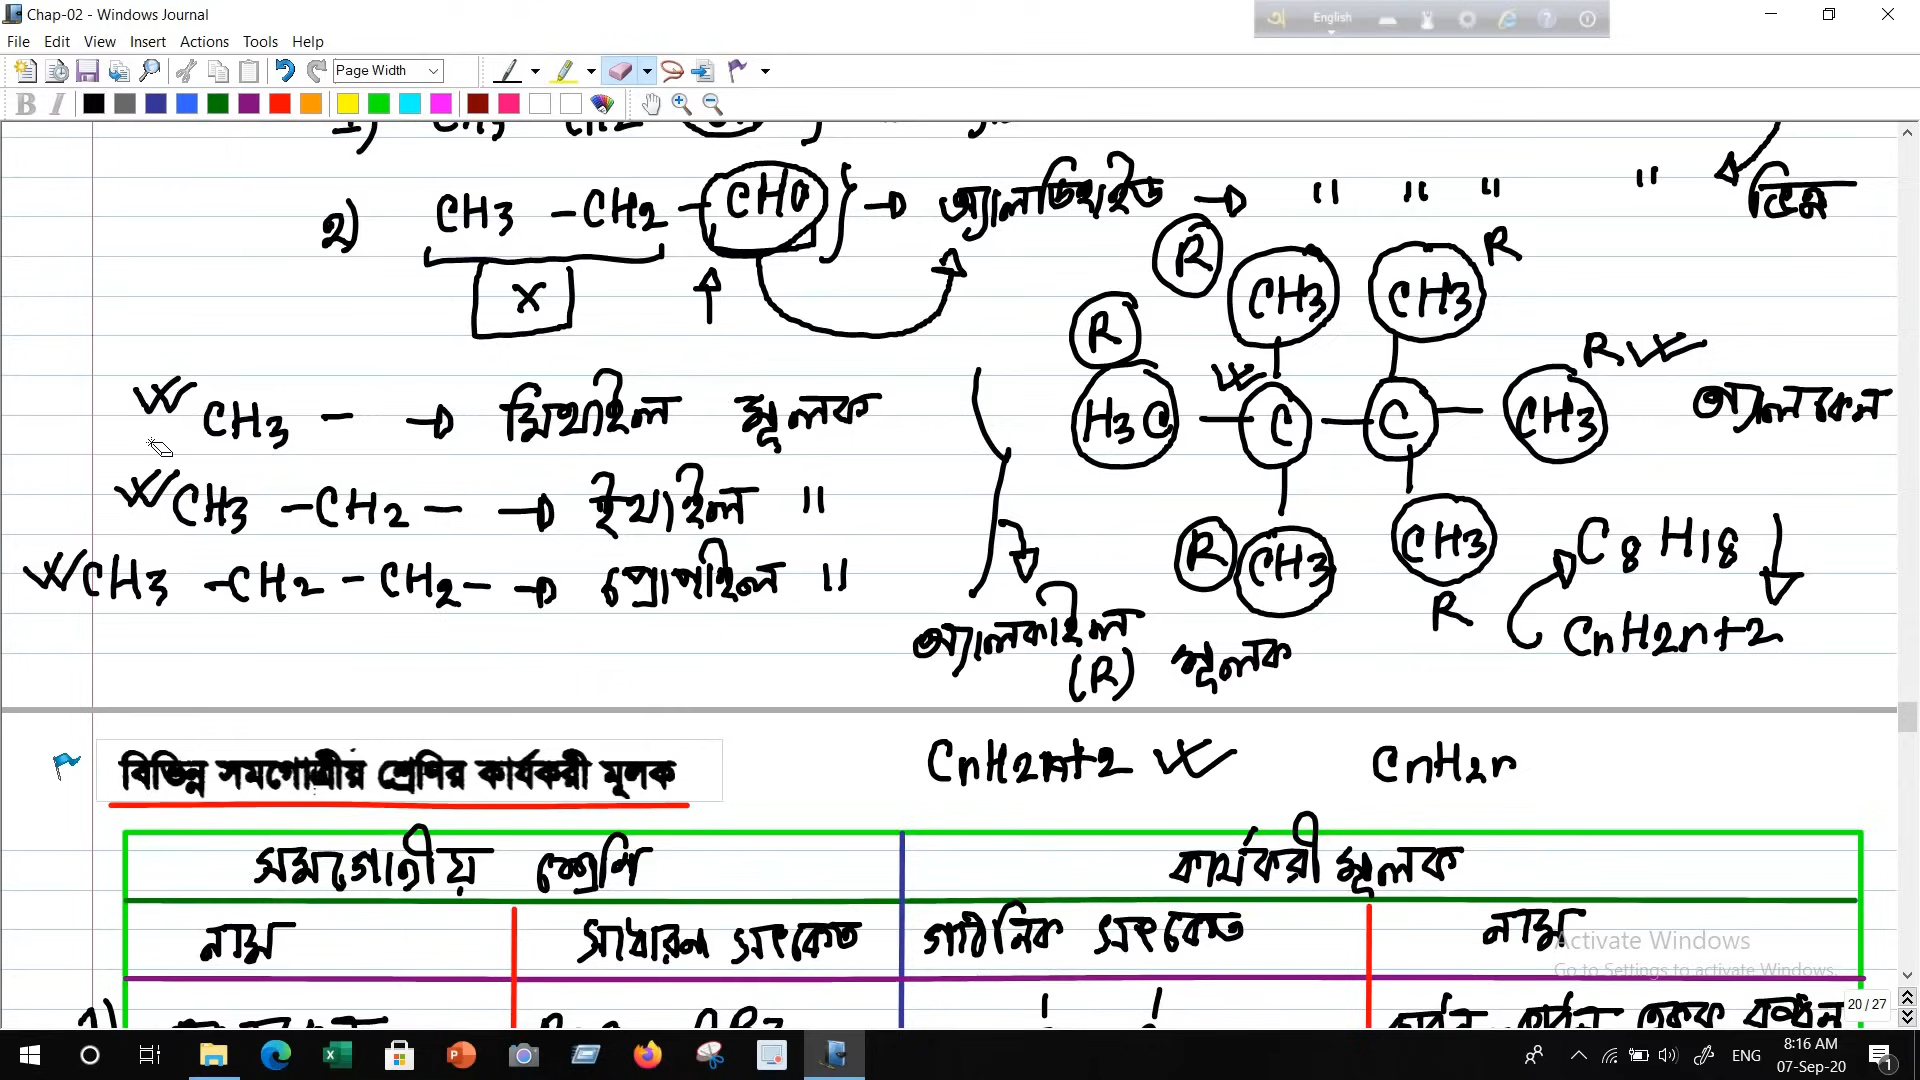 Chap-02 - Windows Journal
English
File Edit View Insert Actions Tools Help
Page Width
B I
২) CH3 - CH2 - CHO } → অ্যালডিহাইড → " " " "
X
R CH3 CH3 R
R R
CH3 - → মিথাইল মূলক H3C - C - C - CH3 অ্যালকেন
CH3 - CH2 - → ইথাইল "
R CH3 CH3 C8H18
CH3 - CH2 - CH2 - → প্রোপাইল "
R
অ্যালকাইল মূলক CnH2n+2
(R)
বিভিন্ন সমগোত্রীয় শ্রেণির কার্যকরী মূলক CnH2n+2 CnH2n
সমগোত্রীয় শ্রেণি কার্যকরী মূলক
নাম সাধারণ সংকেত গাঠনিক সংকেত নাম
Activate Windows
Go to Settings to activate Windows.
20 / 27
ENG
8:16 AM
07-Sep-20
1